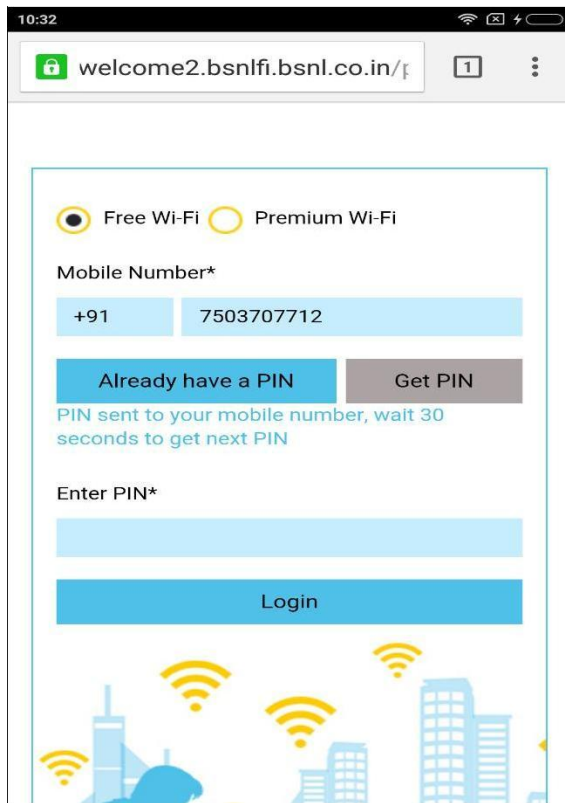 10:32
welcome2.bsnlfi.bsnl.co.in/p
1
Free Wi-Fi Premium Wi-Fi
Mobile Number*
+91 7503707712
Already have a PIN Get PIN
PIN sent to your mobile number, wait 30
seconds to get next PIN
Enter PIN*
Login